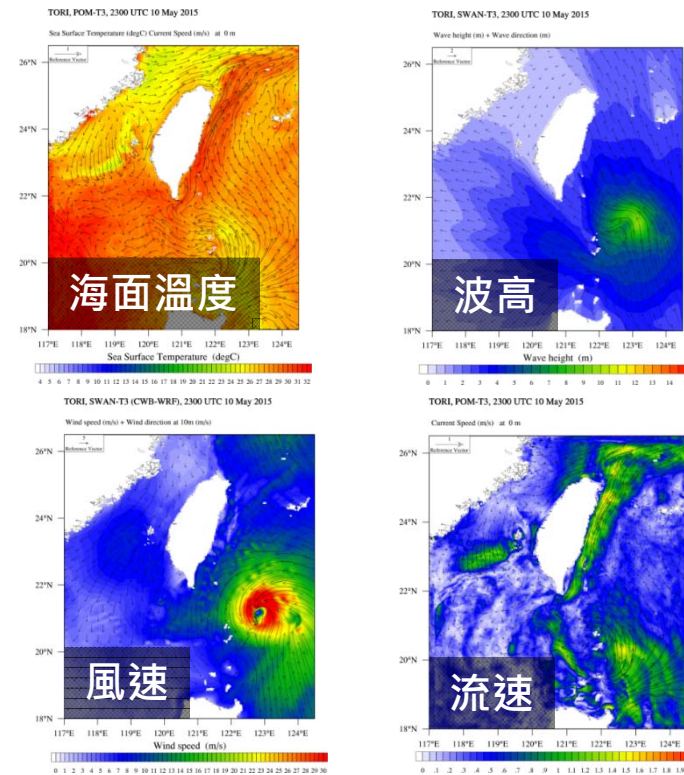 TORI, POM-T3, 2300 UTC 10 May 2015
Sea Surface Temperature (degC) Current Speed (m/s) at 0 m
1
Reference Vector
26°N
24°N
22°N
20°N
18°N
海面溫度
117°E 118°E 119°E 120°E 121°E 122°E 123°E 124°E
Sea Surface Temperature (degC)
4 5 6 7 8 9 10 11 12 13 14 15 16 17 18 19 20 21 22 23 24 25 26 27 28 29 30 31 32
TORI, SWAN-T3, 2300 UTC 10 May 2015
Wave height (m) + Wave direction (m)
2
Reference Vector
26°N
24°N
22°N
20°N
18°N
波高
117°E 118°E 119°E 120°E 121°E 122°E 123°E 124°E
Wave height (m)
0 1 2 3 4 5 6 7 8 9 10 11 12 13 14
TORI, SWAN-T3 (CWB-WRF), 2300 UTC 10 May 2015
Wind speed (m/s) + Wind direction at 10m (m/s)
Reference Vector
26°N
24°N
22°N
20°N
18°N
風速
117°E 118°E 119°E 120°E 121°E 122°E 123°E 124°E
Wind speed (m/s)
0 1 2 3 4 5 6 7 8 9 10 11 12 13 14 15 16 17 18 19 20 21 22 23 24 25 26 27 28 29 30
TORI, POM-T3, 2300 UTC 10 May 2015
Current Speed (m/s) at 0 m
1
Reference Vector
26°N
24°N
22°N
20°N
18°N
流速
117°E 118°E 119°E 120°E 121°E 122°E 123°E 124°E
0 .1 .2 .3 .4 .5 .6 .7 .8 .9 1 1.1 1.2 1.3 1.4 1.5 1.6 1.7 1.8 1.9